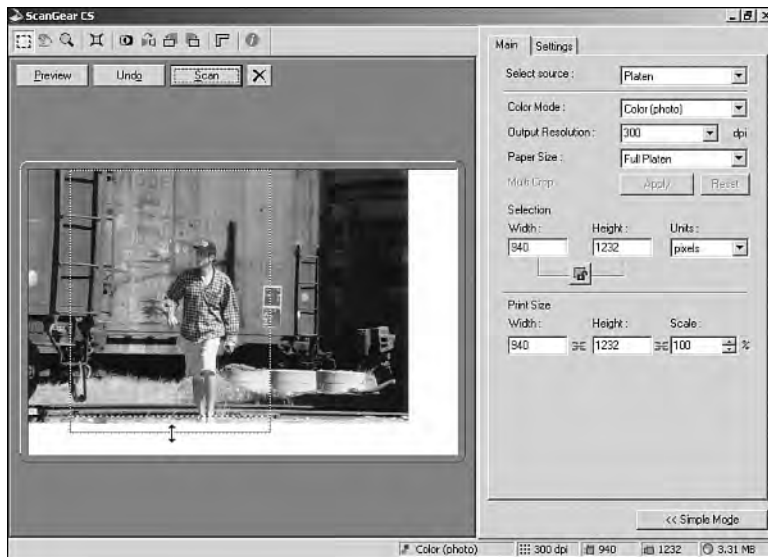 ScanGear CS
Preview Undo Scan
Main Settings
Select source : Platen
Color Mode : Color (photo)
Output Resolution : 300 dpi
Paper Size : Full Platen
Multi Crop Apply Reset
Selection
Width : Height : Units :
940 1232 pixels
Print Size
Width : Height : Scale :
940 1232 100 %
<< Simple Mode
Color (photo) 300 dpi 940 1232 3.31 MB